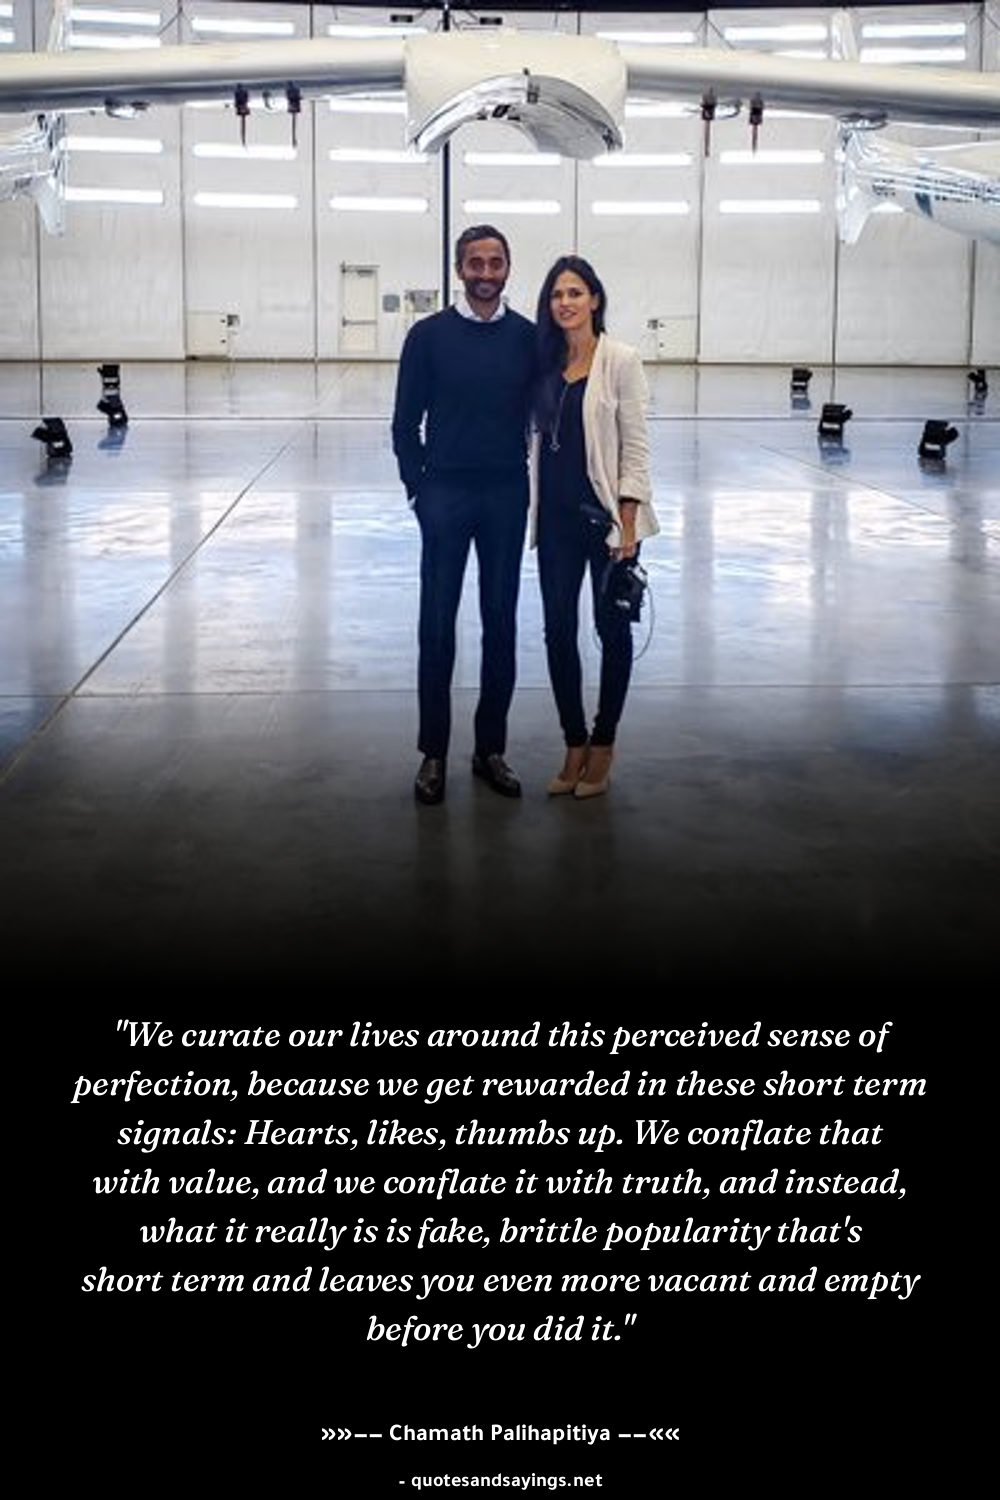 "We curate our lives around this perceived sense of
perfection, because we get rewarded in these short term
signals: Hearts, likes, thumbs up. We conflate that
with value, and we conflate it with truth, and instead,
what it really is is fake, brittle popularity that's
short term and leaves you even more vacant and empty
before you did it."
»»−− Chamath Palihapitiya −−««
- quotesandsayings.net